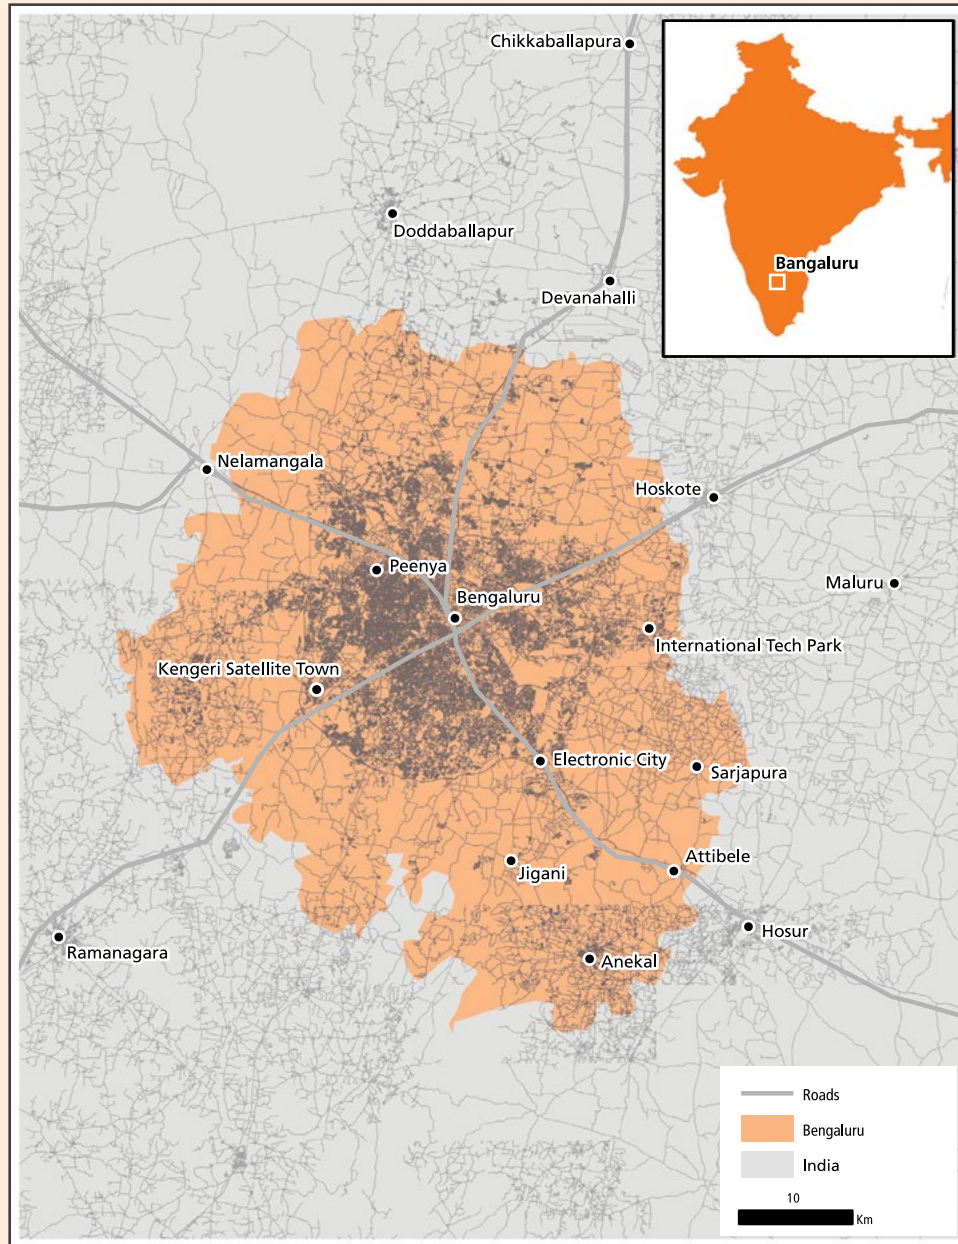 Chikkaballapura
Doddaballapur
Bangaluru
Devanahalli
Nelamangala
Hoskote
Peenya
Maluru
Bengaluru
International Tech Park
Kengeri Satellite Town
Electronic City
Sarjapura
Attibele
Jigani
Hosur
Ramanagara
Anekal
Roads
Bengaluru
India
10
Km